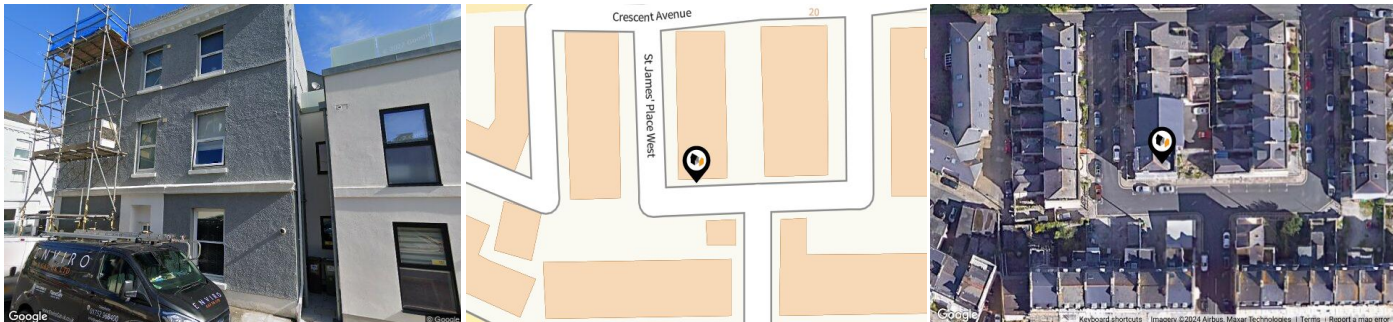 ENVIRO
Google
© Google
Crescent Avenue
20
St James' Place West
Google
Keyboard shortcuts
Imagery ©2024 Airbus, Maxar Technologies
Terms
Report a map error